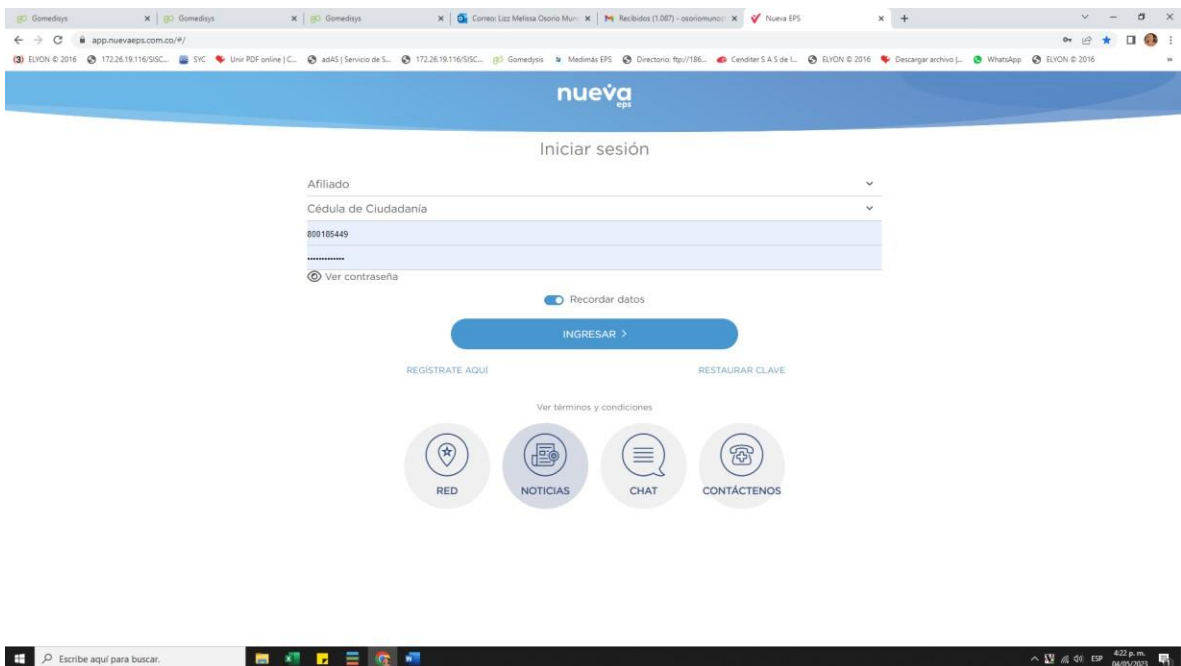 Gomedisys
Gomedisys
Gomedisys
Correo: Lizz Melissa Osorio Mun
Recibidos (1.087) - osoriomunoz
Nueva EPS
app.nuevaeps.com.co/#/
ELYON © 2016
172.26.19.116/SISC...
SYC
Unir PDF online | C...
adAS | Servicio de S...
172.26.19.116/SISC...
Gomedysis
Medimás EPS
Directorio: ftp://186...
Cenditer S A S de l...
ELYON © 2016
Descargar archivo |...
WhatsApp
ELYON © 2016
nueva
eps
Iniciar sesión
Afiliado
Cédula de Ciudadanía
800185449
•••••••••••••
Ver contraseña
Recordar datos
INGRESAR >
REGÍSTRATE AQUÍ
RESTAURAR CLAVE
Ver términos y condiciones
RED
NOTICIAS
CHAT
CONTÁCTENOS
Escribe aquí para buscar.
ESP
4:22 p. m.
04/05/2023